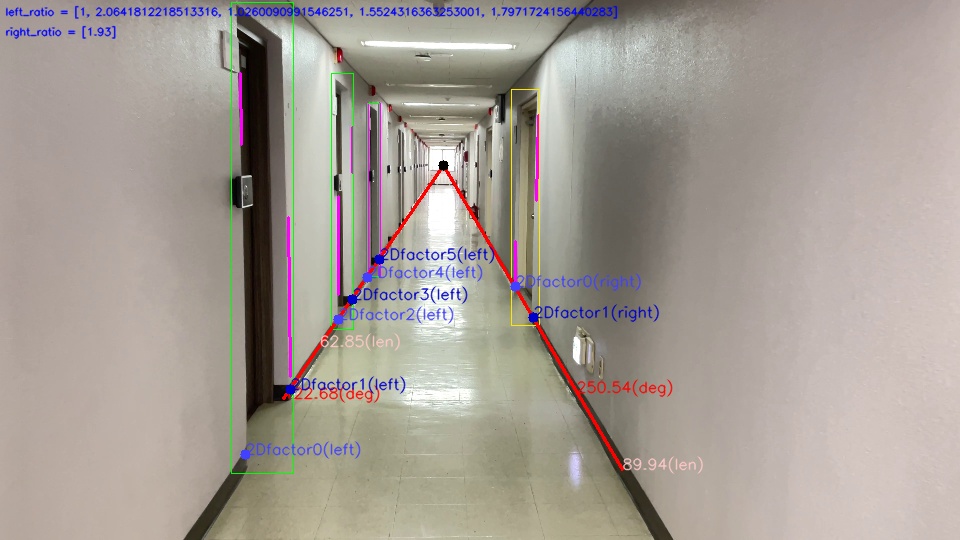 left_ratio = [1, 2.0641812218513316, 1.0260090991546251, 1.5524316363253001, 1.7971724156440283]
right_ratio = [1.93]
2Dfactor5(left)
2Dfactor4(left)
2Dfactor0(right)
2Dfactor3(left)
2Dfactor2(left)
2Dfactor1(right)
62.85(len)
2Dfactor1(left)
22.68(deg)
250.54(deg)
2Dfactor0(left)
89.94(len)